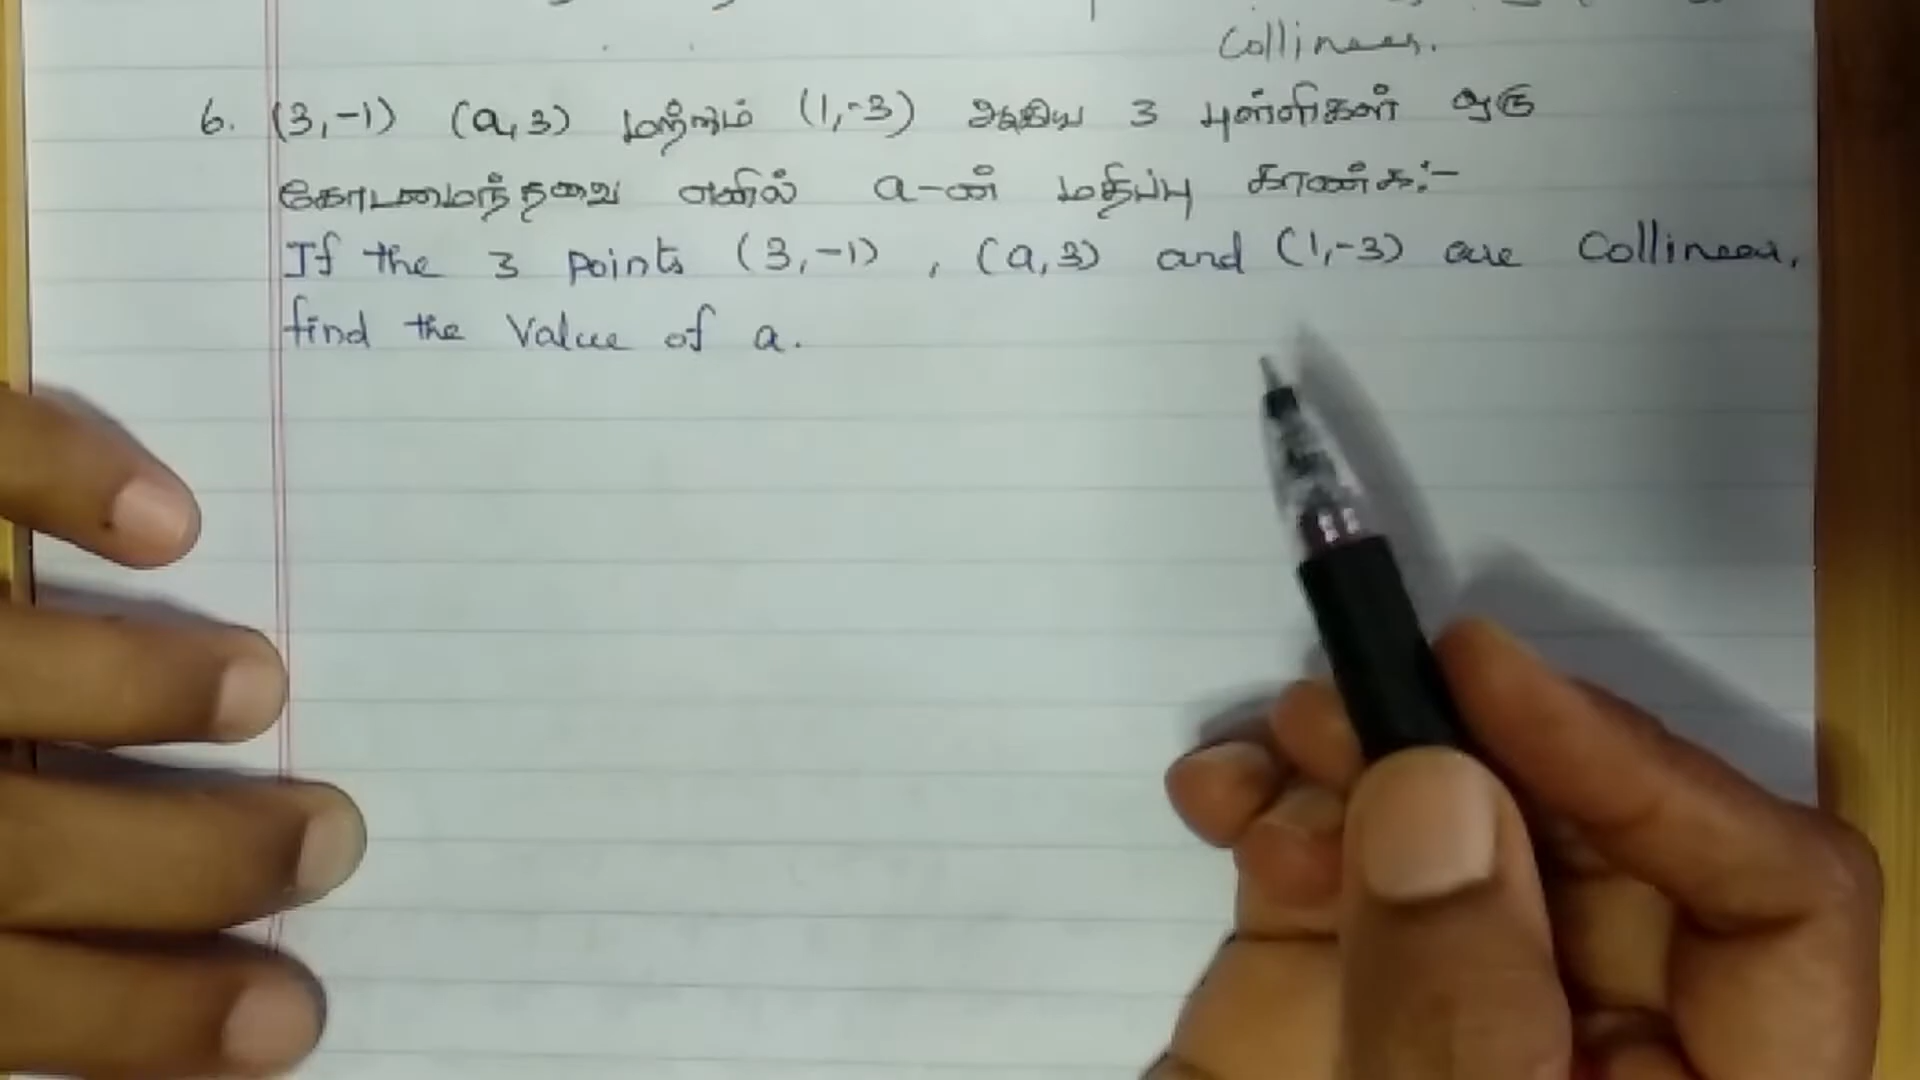 Collinear.
6. (3,-1) (a,3) மற்றும் (1,-3) ஆகிய 3 புள்ளிகள் ஒரு
கோடமைந்தவை எனில் a-ன் மதிப்பு காண்க:-
If the 3 points (3,-1) , (a,3) and (1,-3) are Collinear,
find the Value of a.